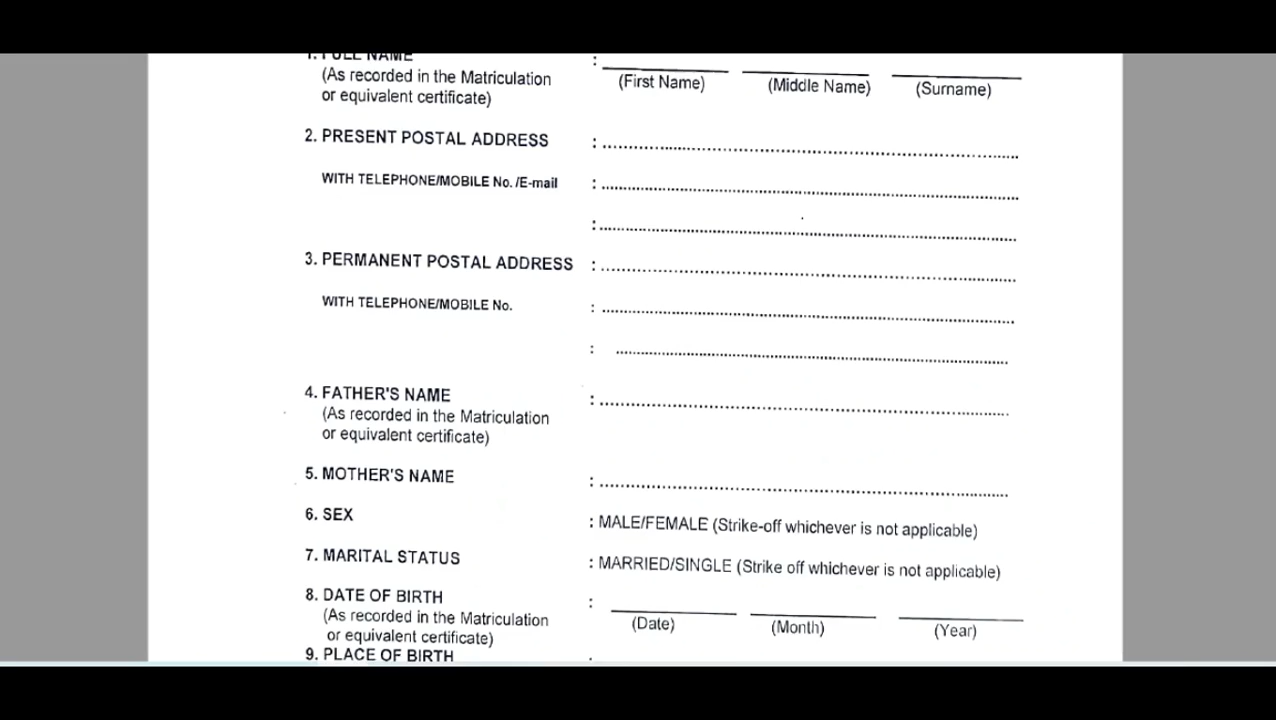 1. FULL NAME :
(As recorded in the Matriculation (First Name) (Middle Name) (Surname)
or equivalent certificate)
2. PRESENT POSTAL ADDRESS : ....................
WITH TELEPHONE/MOBILE No. /E-mail : ....................
: ....................
3. PERMANENT POSTAL ADDRESS : ....................
WITH TELEPHONE/MOBILE No. : ....................
: ....................
4. FATHER'S NAME : ....................
(As recorded in the Matriculation
or equivalent certificate)
5. MOTHER'S NAME : ....................
6. SEX : MALE/FEMALE (Strike-off whichever is not applicable)
7. MARITAL STATUS : MARRIED/SINGLE (Strike off whichever is not applicable)
8. DATE OF BIRTH :
(As recorded in the Matriculation (Date) (Month) (Year)
or equivalent certificate)
9. PLACE OF BIRTH